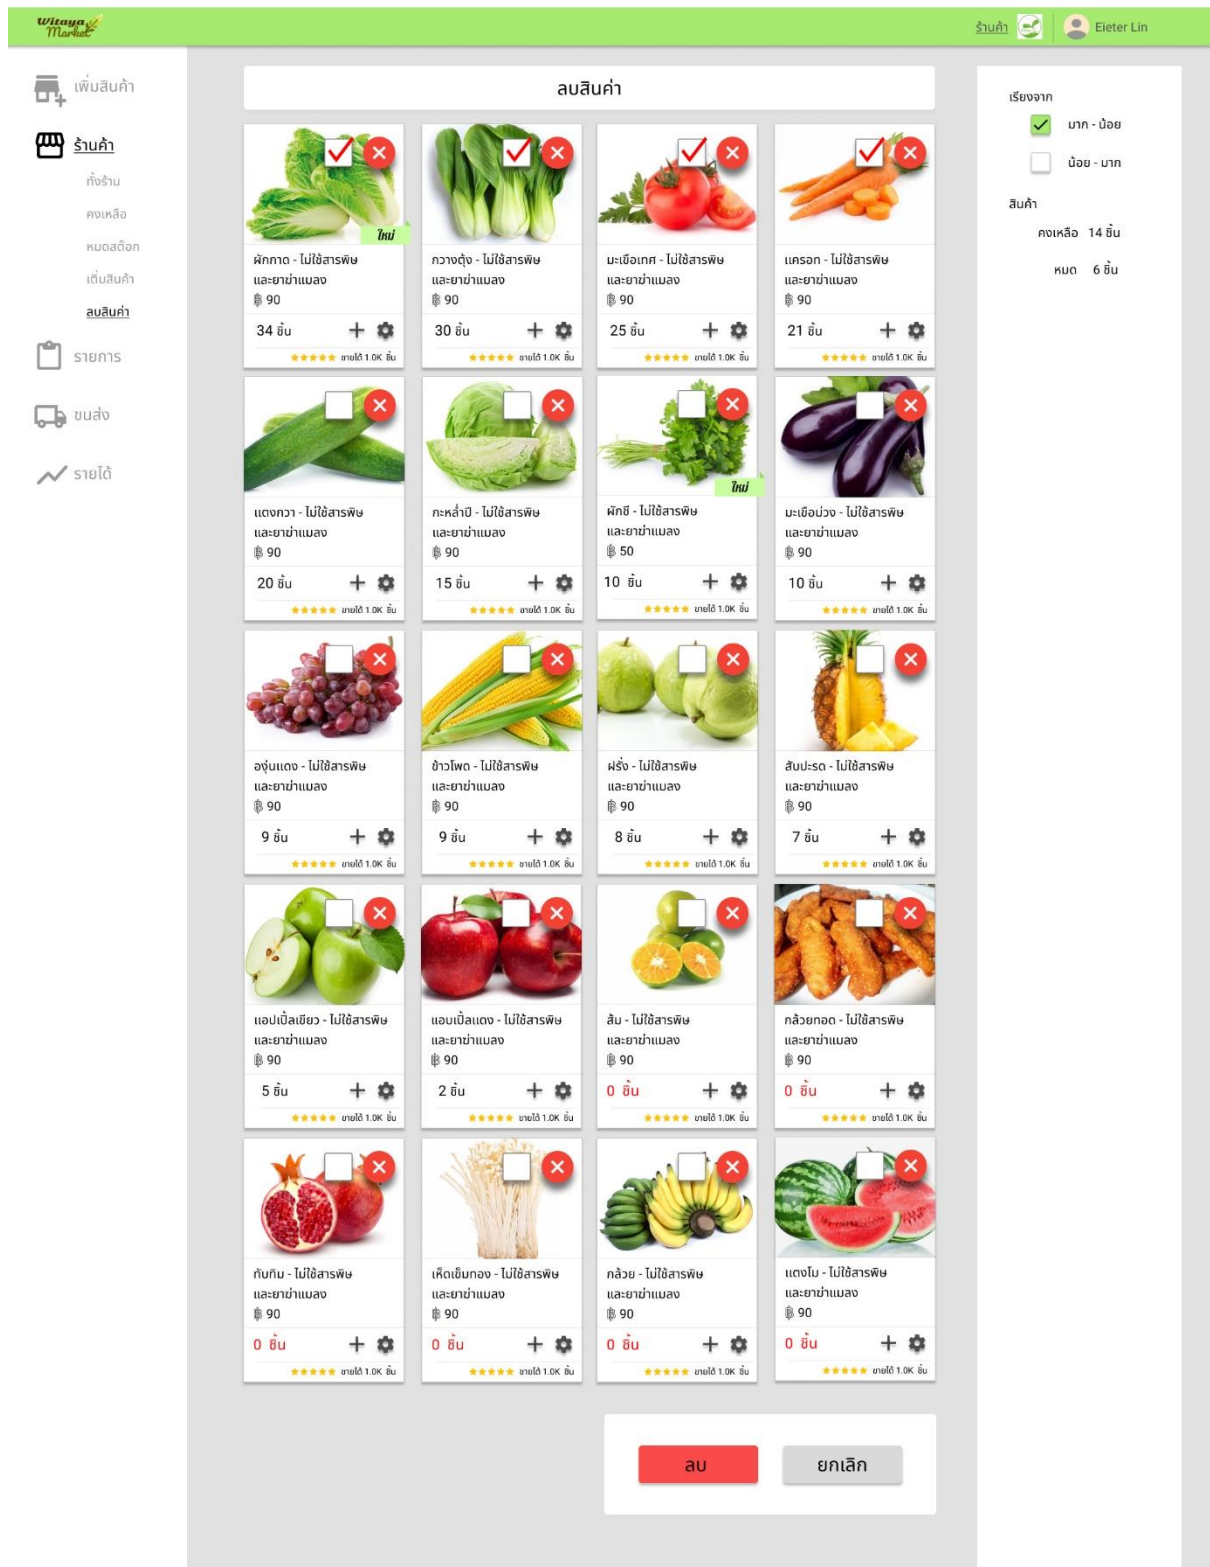 Witaya
Market
ร้านค้า
Eieter Lin
เพิ่มสินค้า
ร้านค้า
ทั้งร้าน
คงเหลือ
หมดสต๊อก
เติมสินค้า
ลบสินค่า
รายการ
ขนส่ง
รายได้
ลบสินค่า
ใหม่
ผักกาด - ไม่ใช้สารพิษ
และยาฆ่าแมลง
฿ 90
34 ชิ้น
ขายได้ 1.0K ชิ้น
กวางตุ้ง - ไม่ใช้สารพิษ
และยาฆ่าแมลง
฿ 90
30 ชิ้น
ขายได้ 1.0K ชิ้น
มะเขือเทศ - ไม่ใช้สารพิษ
และยาฆ่าแมลง
฿ 90
25 ชิ้น
ขายได้ 1.0K ชิ้น
แครอท - ไม่ใช้สารพิษ
และยาฆ่าแมลง
฿ 90
21 ชิ้น
ขายได้ 1.0K ชิ้น
แตงกวา - ไม่ใช้สารพิษ
และยาฆ่าแมลง
฿ 90
20 ชิ้น
ขายได้ 1.0K ชิ้น
กะหล่ำปี - ไม่ใช้สารพิษ
และยาฆ่าแมลง
฿ 90
15 ชิ้น
ขายได้ 1.0K ชิ้น
ใหม่
ผักชี - ไม่ใช้สารพิษ
และยาฆ่าแมลง
฿ 50
10 ชิ้น
ขายได้ 1.0K ชิ้น
มะเขือม่วง - ไม่ใช้สารพิษ
และยาฆ่าแมลง
฿ 90
10 ชิ้น
ขายได้ 1.0K ชิ้น
องุ่นแดง - ไม่ใช้สารพิษ
และยาฆ่าแมลง
฿ 90
9 ชิ้น
ขายได้ 1.0K ชิ้น
ข้าวโพด - ไม่ใช้สารพิษ
และยาฆ่าแมลง
฿ 90
9 ชิ้น
ขายได้ 1.0K ชิ้น
ฝรั่ง - ไม่ใช้สารพิษ
และยาฆ่าแมลง
฿ 90
8 ชิ้น
ขายได้ 1.0K ชิ้น
สับปะรด - ไม่ใช้สารพิษ
และยาฆ่าแมลง
฿ 90
7 ชิ้น
ขายได้ 1.0K ชิ้น
แอปเปิ้ลเขียว - ไม่ใช้สารพิษ
และยาฆ่าแมลง
฿ 90
5 ชิ้น
ขายได้ 1.0K ชิ้น
แอบเปิ้ลแดง - ไม่ใช้สารพิษ
และยาฆ่าแมลง
฿ 90
2 ชิ้น
ขายได้ 1.0K ชิ้น
ส้ม - ไม่ใช้สารพิษ
และยาฆ่าแมลง
฿ 90
0 ชิ้น
ขายได้ 1.0K ชิ้น
กล้วยทอด - ไม่ใช้สารพิษ
และยาฆ่าแมลง
฿ 90
0 ชิ้น
ขายได้ 1.0K ชิ้น
ทับทิม - ไม่ใช้สารพิษ
และยาฆ่าแมลง
฿ 90
0 ชิ้น
ขายได้ 1.0K ชิ้น
เห็ดเข็มทอง - ไม่ใช้สารพิษ
และยาฆ่าแมลง
฿ 90
0 ชิ้น
ขายได้ 1.0K ชิ้น
กล้วย - ไม่ใช้สารพิษ
และยาฆ่าแมลง
฿ 90
0 ชิ้น
ขายได้ 1.0K ชิ้น
แตงโม - ไม่ใช้สารพิษ
และยาฆ่าแมลง
฿ 90
0 ชิ้น
ขายได้ 1.0K ชิ้น
ลบ
ยกเลิก
เรียงจาก
มาก - น้อย
น้อย - มาก
สินค้า
คงเหลือ 14 ชิ้น
หมด 6 ชิ้น